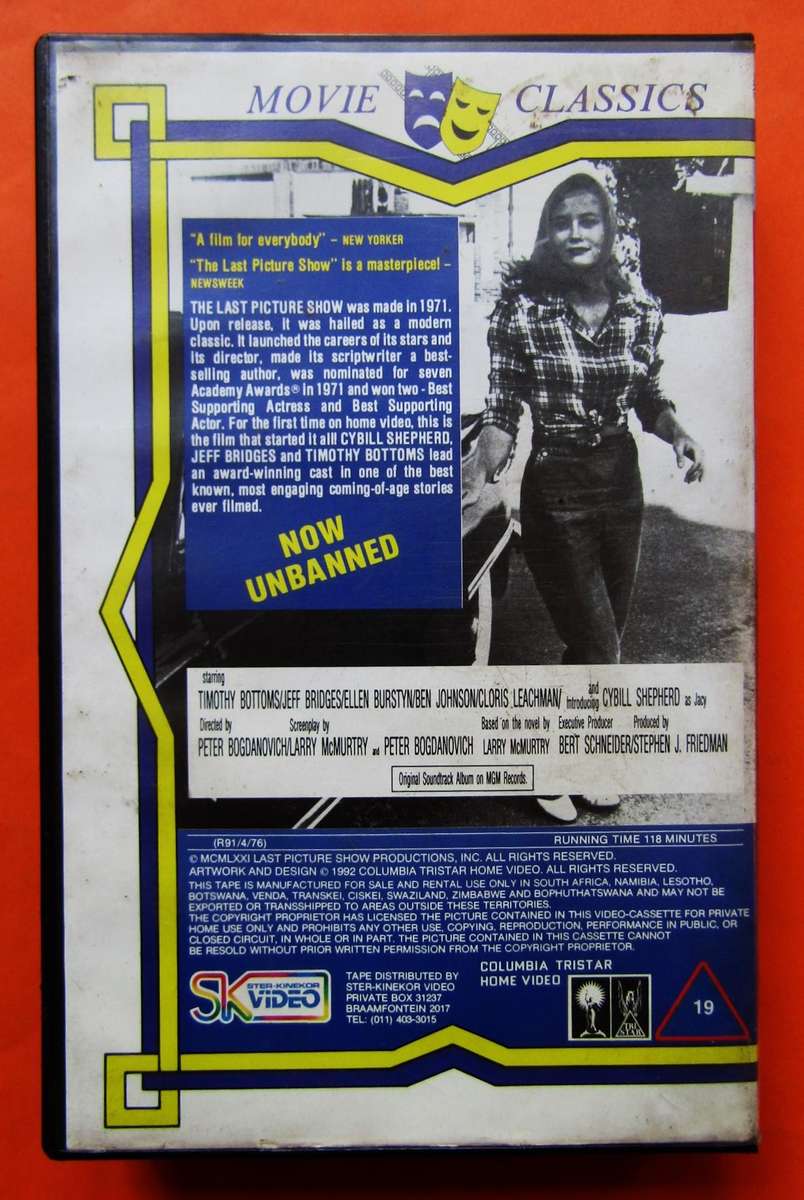 MOVIE CLASSICS
"A film for everybody" – NEW YORKER
"The Last Picture Show" is a masterpiece! –
NEWSWEEK
THE LAST PICTURE SHOW was made in 1971.
Upon release, it was hailed as a modern
classic. It launched the careers of its stars and
its director, made its scriptwriter a best-
selling author, was nominated for seven
Academy Awards® in 1971 and won two - Best
Supporting Actress and Best Supporting
Actor. For the first time on home video, this is
the film that started it all! CYBILL SHEPHERD,
JEFF BRIDGES and TIMOTHY BOTTOMS lead
an award-winning cast in one of the best
known, most engaging coming-of-age stories
ever filmed.
NOW
UNBANNED
starring
TIMOTHY BOTTOMS/JEFF BRIDGES/ELLEN BURSTYN/BEN JOHNSON/CLORIS LEACHMAN/ and Introducing CYBILL SHEPHERD as Jacy
Directed by Screenplay by Based on the novel by Executive Producer Produced by
PETER BOGDANOVICH/LARRY McMURTRY and PETER BOGDANOVICH LARRY McMURTRY BERT SCHNEIDER/STEPHEN J. FRIEDMAN
Original Soundtrack Album on MGM Records.
(R91/4/76) RUNNING TIME 118 MINUTES
© MCMLXXI LAST PICTURE SHOW PRODUCTIONS, INC. ALL RIGHTS RESERVED.
ARTWORK AND DESIGN © 1992 COLUMBIA TRISTAR HOME VIDEO. ALL RIGHTS RESERVED.
THIS TAPE IS MANUFACTURED FOR SALE AND RENTAL USE ONLY IN SOUTH AFRICA, NAMIBIA, LESOTHO,
BOTSWANA, VENDA, TRANSKEI, CISKEI, SWAZILAND, ZIMBABWE AND BOPHUTHATSWANA AND MAY NOT BE
EXPORTED OR TRANSSHIPPED TO AREAS OUTSIDE THESE TERRITORIES.
THE COPYRIGHT PROPRIETOR HAS LICENSED THE PICTURE CONTAINED IN THIS VIDEO-CASSETTE FOR PRIVATE
HOME USE ONLY AND PROHIBITS ANY OTHER USE, COPYING, REPRODUCTION, PERFORMANCE IN PUBLIC, OR
CLOSED CIRCUIT, IN WHOLE OR IN PART. THE PICTURE CONTAINED IN THIS CASSETTE CANNOT
BE RESOLD WITHOUT PRIOR WRITTEN PERMISSION FROM THE COPYRIGHT PROPRIETOR.
SK STER-KINEKOR VIDEO
TAPE DISTRIBUTED BY
STER-KINEKOR VIDEO
PRIVATE BOX 31237
BRAAMFONTEIN 2017
TEL: (011) 403-3015
COLUMBIA TRISTAR
HOME VIDEO
TRI STAR
19